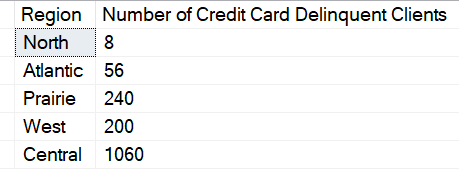 Region Number of Credit Card Delinquent Clients
North 8
Atlantic 56
Prairie 240
West 200
Central 1060